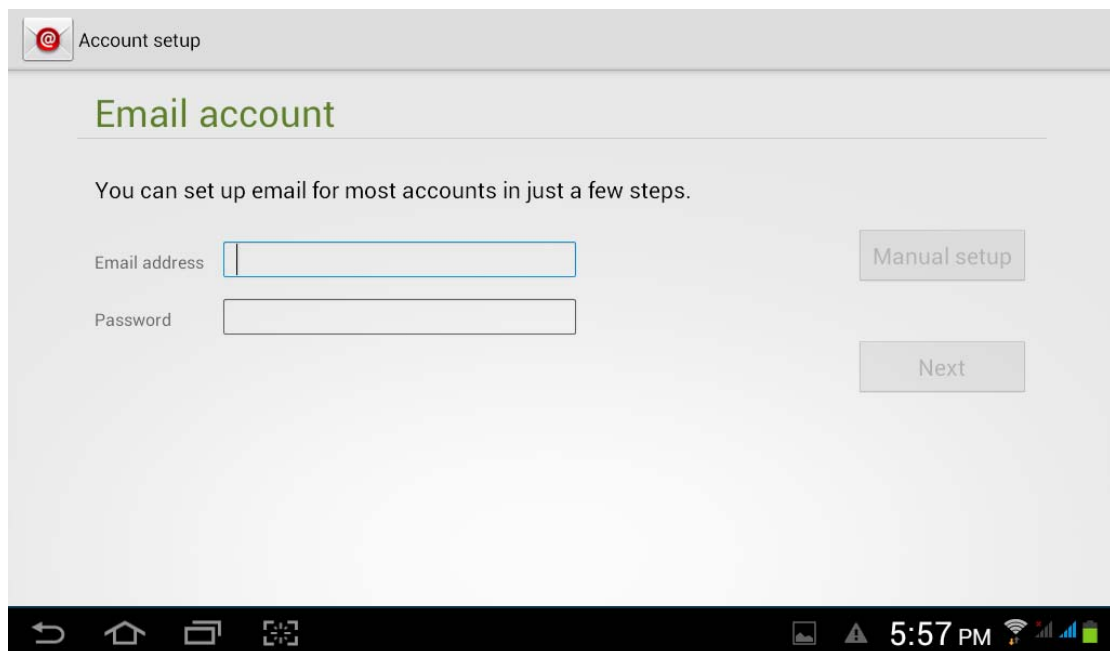 Account setup
Email account
You can set up email for most accounts in just a few steps.
Email address
Manual setup
Password
Next
5:57 PM